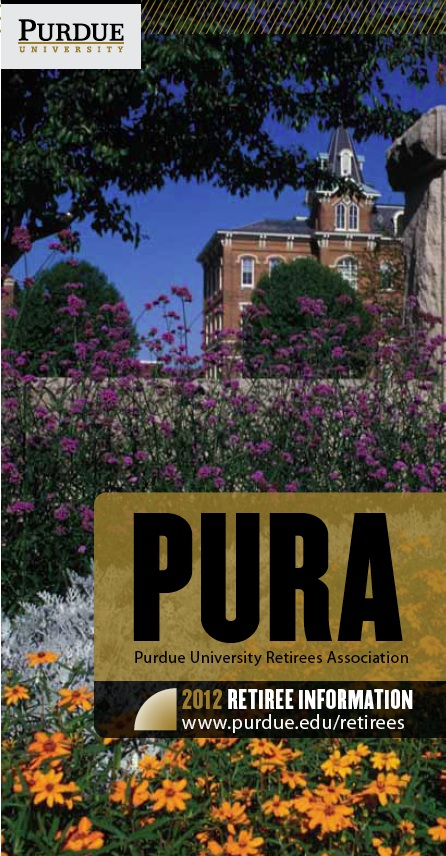 PURDUE
UNIVERSITY
PURA
Purdue University Retirees Association
2012 RETIREE INFORMATION
www.purdue.edu/retirees